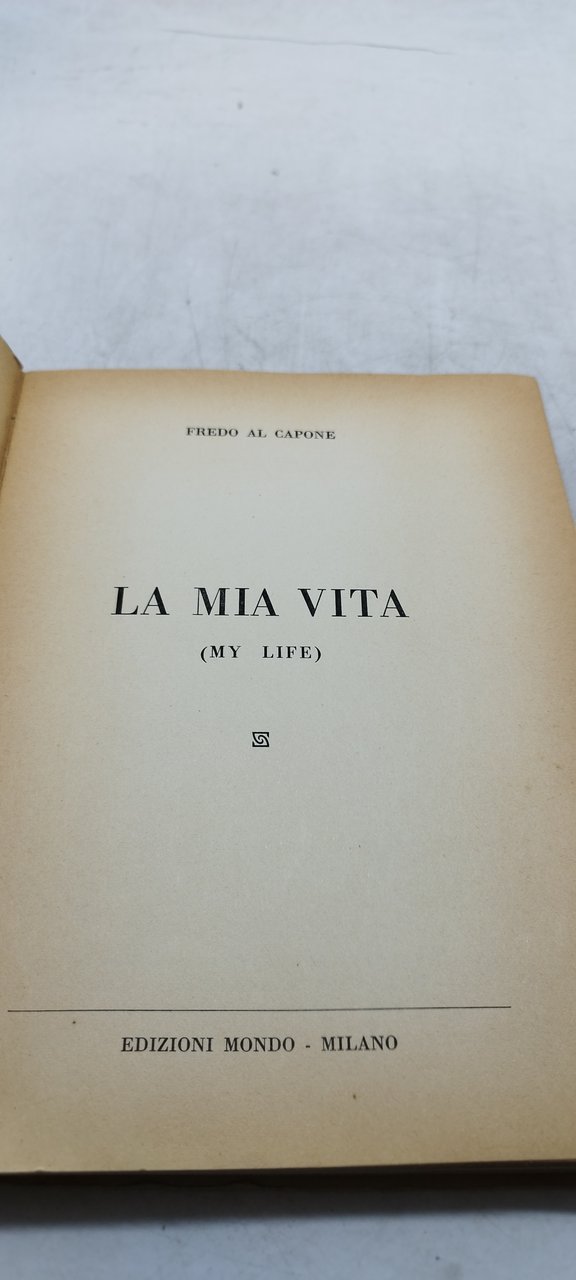 FREDO AL CAPONE
LA MIA VITA
(MY LIFE)
EDIZIONI MONDO - MILANO